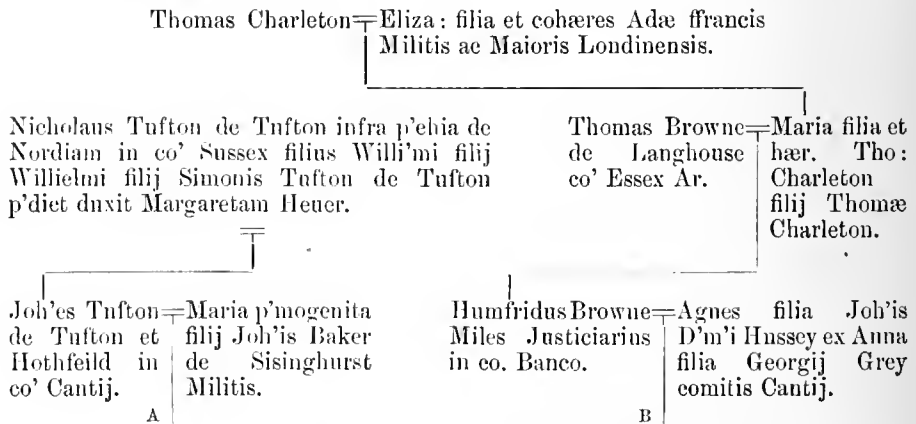 Thomas Charleton=Eliza: filia et cohæres Adæ ffrancis
Militis ac Maioris Londinensis.
Nicholaus Tufton de Tufton infra p'chia de
Nordiam in co' Sussex filius Willi'mi filij
Willielmi filij Simonis Tufton de Tufton
p'dict duxit Margaretam Heuer.
Thomas Browne=Maria filia et
de Langhouse hær. Tho:
co' Essex Ar. Charleton
filij Thomæ
Charleton.
Joh'es Tufton=Maria p'mogenita
de Tufton et filij Joh'is Baker
Hothfeild in de Sisinghurst
co' Cantij. Militis.
A
Humfridus Browne=Agnes filia Joh'is
Miles Justiciarius D'm'i Hussey ex Anna
in co. Banco. filia Georgij Grey
comitis Cantij.
B